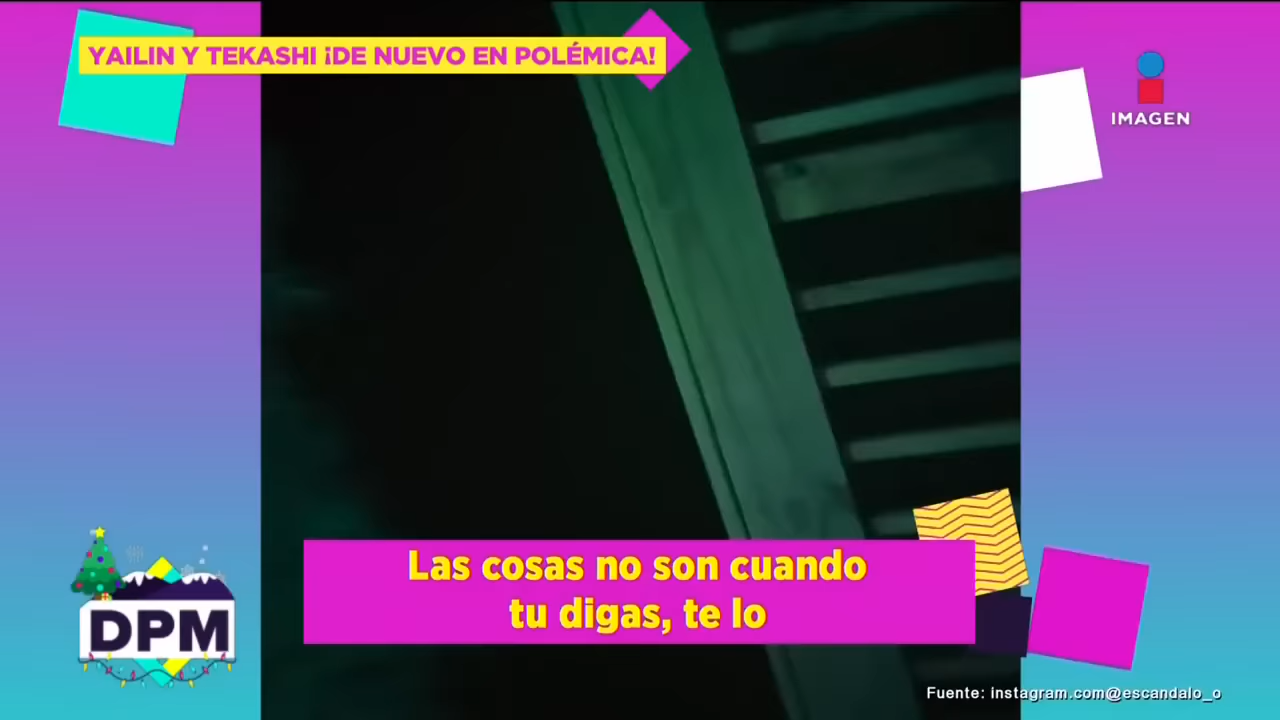 YAILIN Y TEKASHI ¡DE NUEVO EN POLÉMICA!
IMAGEN
Las cosas no son cuando
tu digas, te lo
DPM
Fuente: instagram.com@escandalo_o